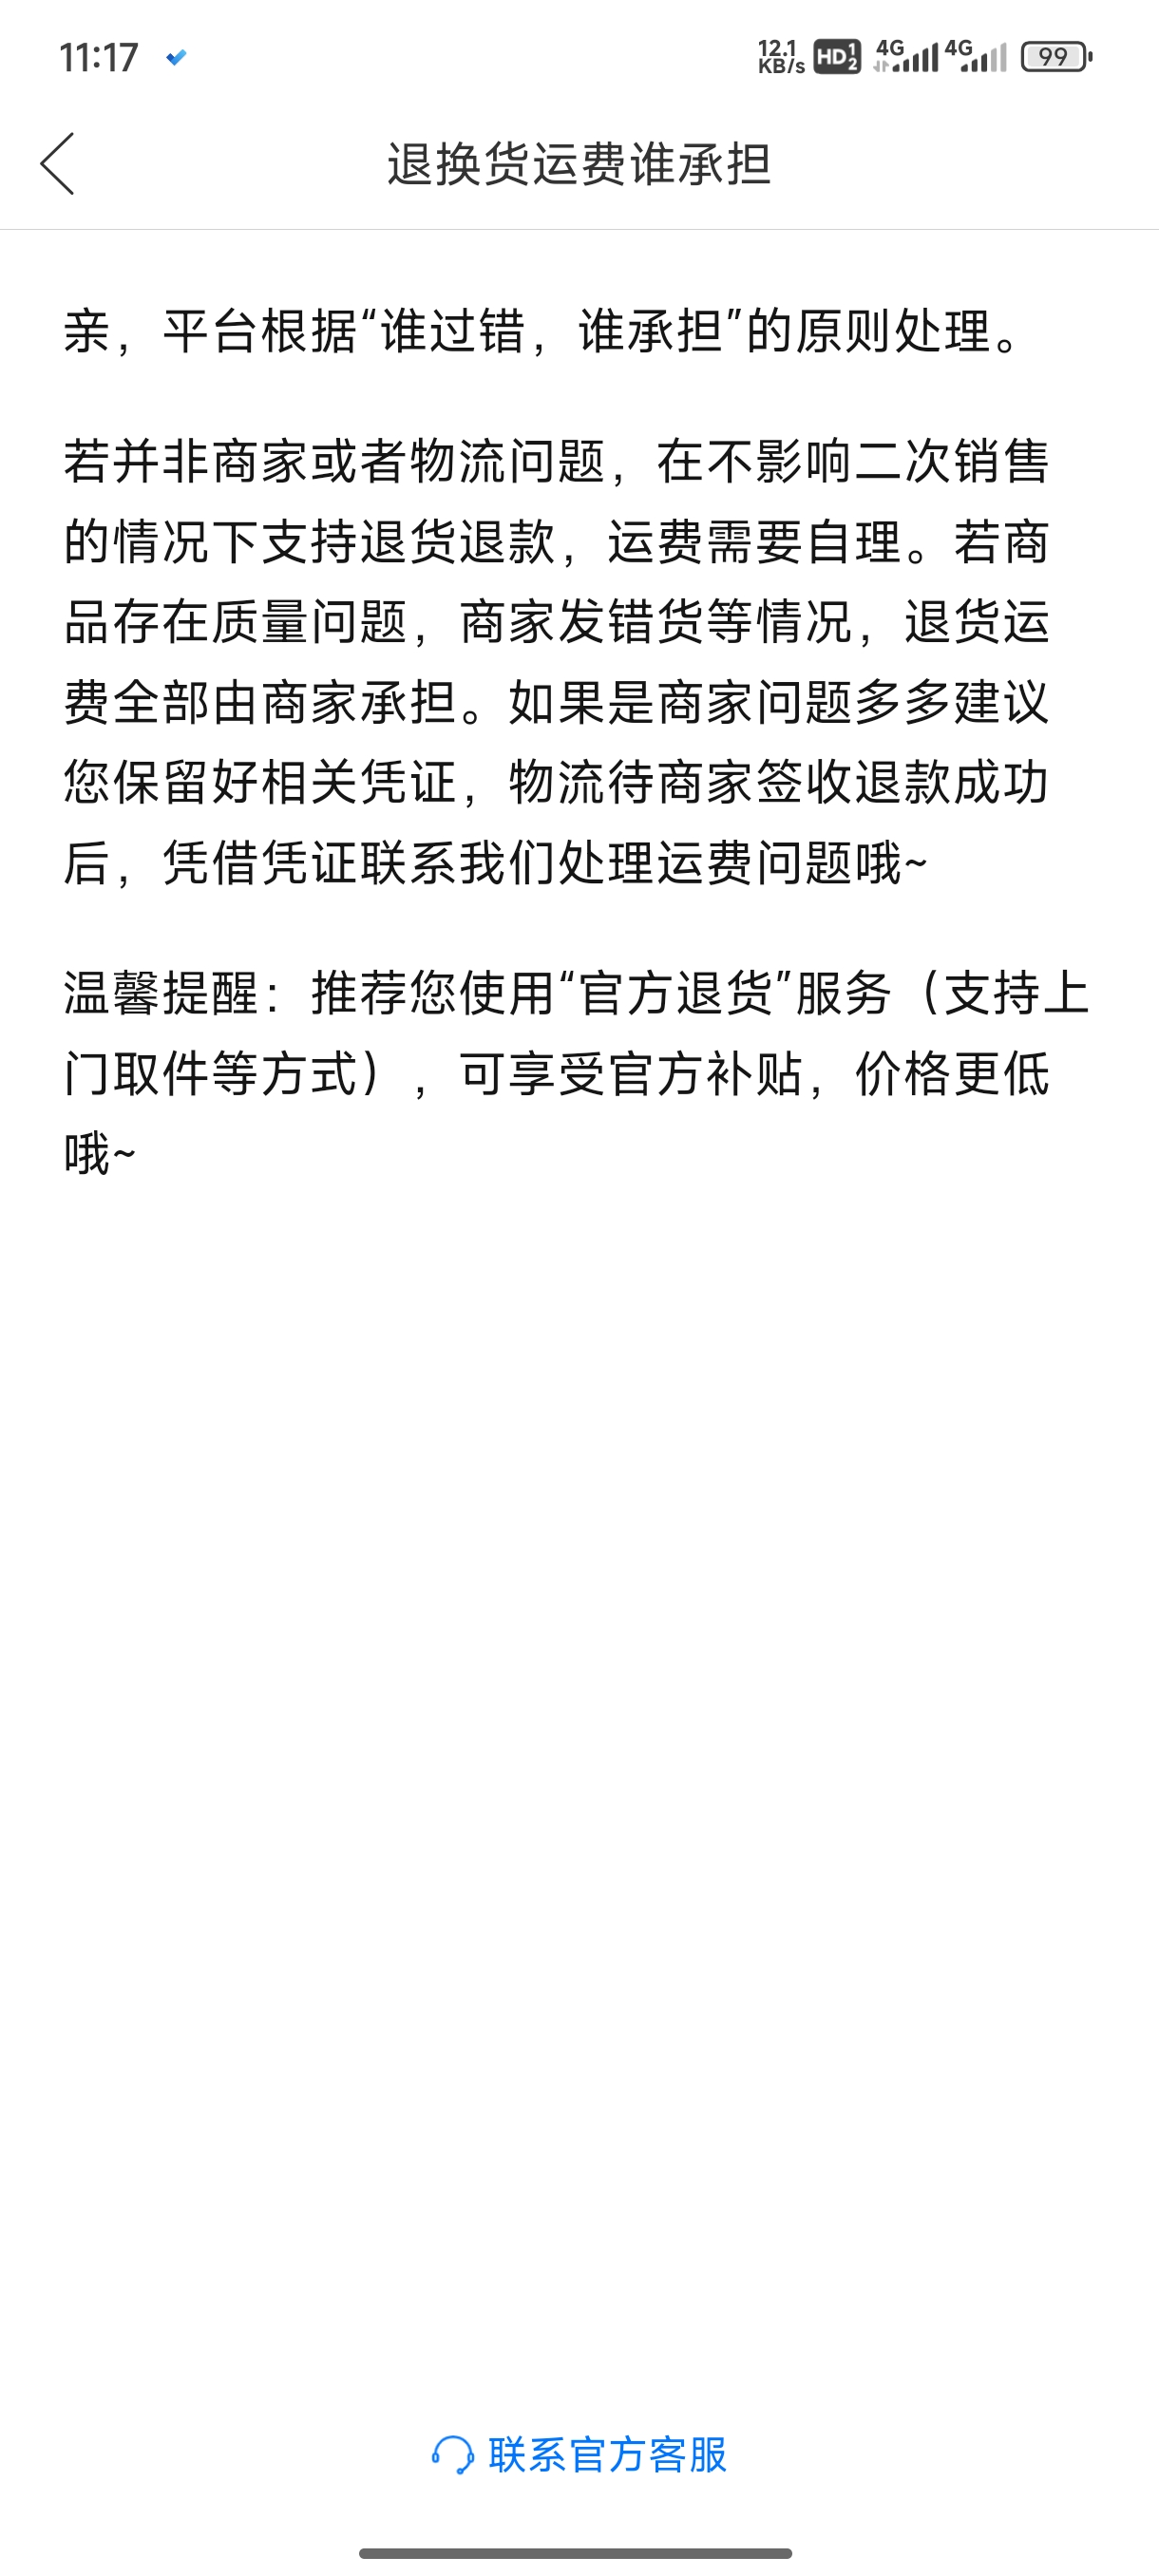 11:17
12.1 KB/s HD 1 2 4G 4G 99
退换货运费谁承担
亲，平台根据“谁过错，谁承担”的原则处理。
若并非商家或者物流问题，在不影响二次销售
的情况下支持退货退款，运费需要自理。若商
品存在质量问题，商家发错货等情况，退货运
费全部由商家承担。如果是商家问题多多建议
您保留好相关凭证，物流待商家签收退款成功
后，凭借凭证联系我们处理运费问题哦~
温馨提醒：推荐您使用“官方退货”服务（支持上
门取件等方式），可享受官方补贴，价格更低
哦~
联系官方客服